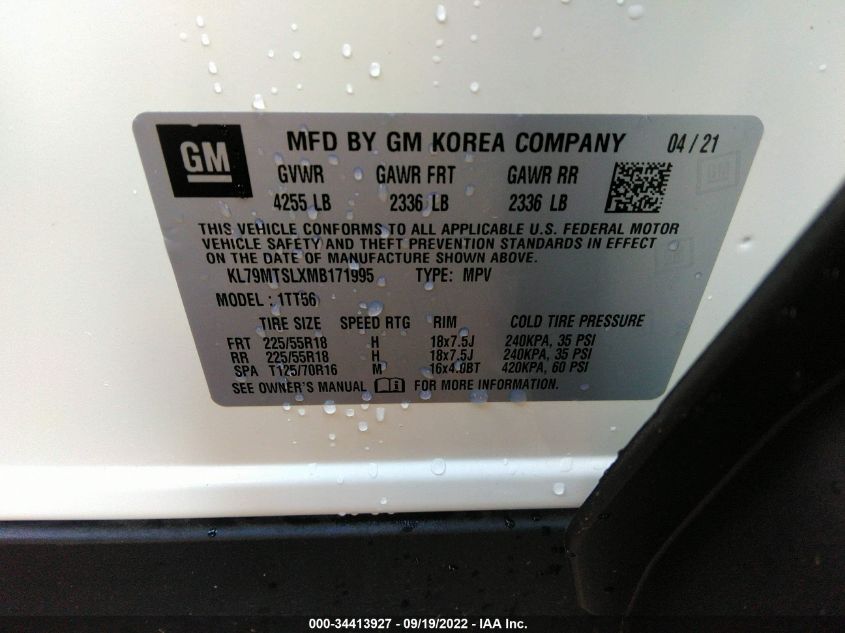 GM MFD BY GM KOREA COMPANY 04 / 21
GVWR GAWR FRT GAWR RR
4255 LB 2336 LB 2336 LB
THIS VEHICLE CONFORMS TO ALL APPLICABLE U.S. FEDERAL MOTOR
VEHICLE SAFETY AND THEFT PREVENTION STANDARDS IN EFFECT
ON THE DATE OF MANUFACTURE SHOWN ABOVE.
KL79MTSLXMB171995 TYPE: MPV
MODEL : 1TT56
TIRE SIZE SPEED RTG RIM COLD TIRE PRESSURE
FRT 225/55R18 H 18x7.5J 240KPA, 35 PSI
RR 225/55R18 H 18x7.5J 240KPA, 35 PSI
SPA T125/70R16 M 16x4.0BT 420KPA, 60 PSI
SEE OWNER'S MANUAL FOR MORE INFORMATION.
000-34413927 - 09/19/2022 - IAA Inc.